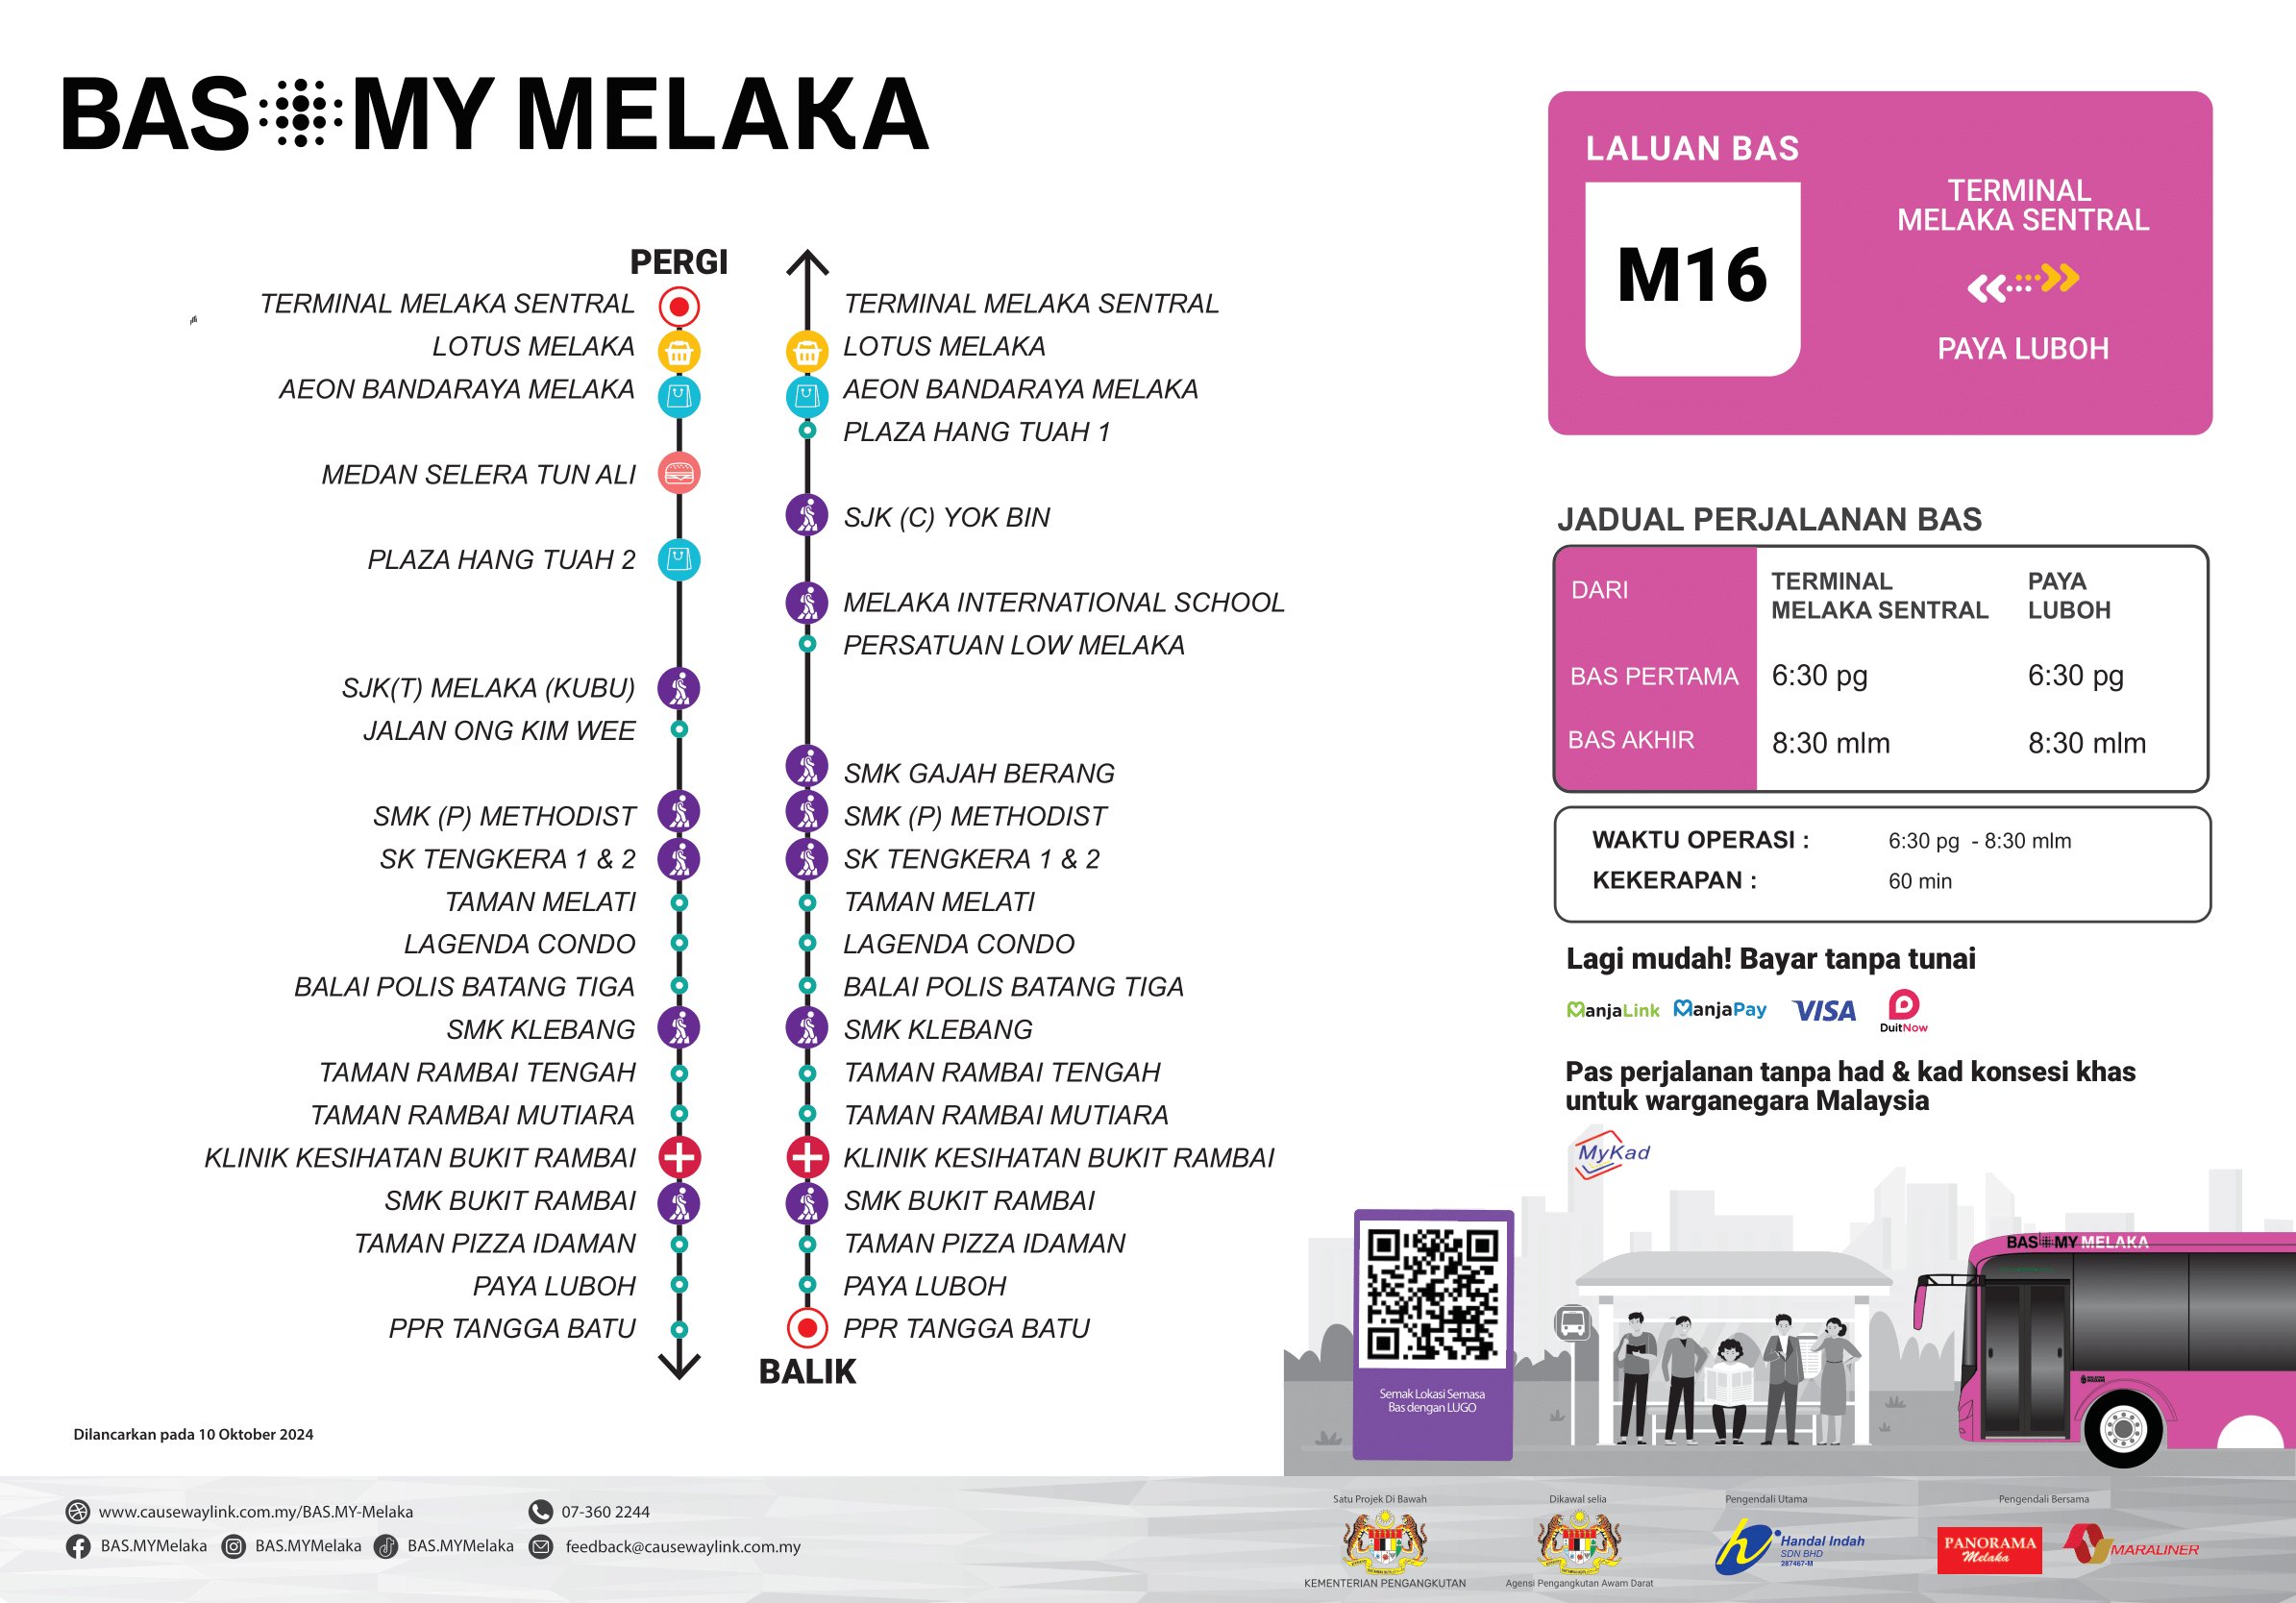 BAS MY MELAKA
PERGI
TERMINAL MELAKA SENTRAL
LOTUS MELAKA
AEON BANDARAYA MELAKA
MEDAN SELERA TUN ALI
PLAZA HANG TUAH 2
SJK(T) MELAKA (KUBU)
JALAN ONG KIM WEE
SMK (P) METHODIST
SK TENGKERA 1 & 2
TAMAN MELATI
LAGENDA CONDO
BALAI POLIS BATANG TIGA
SMK KLEBANG
TAMAN RAMBAI TENGAH
TAMAN RAMBAI MUTIARA
KLINIK KESIHATAN BUKIT RAMBAI
SMK BUKIT RAMBAI
TAMAN PIZZA IDAMAN
PAYA LUBOH
PPR TANGGA BATU
TERMINAL MELAKA SENTRAL
LOTUS MELAKA
AEON BANDARAYA MELAKA
PLAZA HANG TUAH 1
SJK (C) YOK BIN
MELAKA INTERNATIONAL SCHOOL
PERSATUAN LOW MELAKA
SMK GAJAH BERANG
SMK (P) METHODIST
SK TENGKERA 1 & 2
TAMAN MELATI
LAGENDA CONDO
BALAI POLIS BATANG TIGA
SMK KLEBANG
TAMAN RAMBAI TENGAH
TAMAN RAMBAI MUTIARA
KLINIK KESIHATAN BUKIT RAMBAI
SMK BUKIT RAMBAI
TAMAN PIZZA IDAMAN
PAYA LUBOH
PPR TANGGA BATU
BALIK
Dilancarkan pada 10 Oktober 2024
LALUAN BAS
M16
TERMINAL
MELAKA SENTRAL
PAYA LUBOH
JADUAL PERJALANAN BAS
DARI TERMINAL MELAKA SENTRAL PAYA LUBOH
BAS PERTAMA 6:30 pg 6:30 pg
BAS AKHIR 8:30 mlm 8:30 mlm
WAKTU OPERASI : 6:30 pg - 8:30 mlm
KEKERAPAN : 60 min
Lagi mudah! Bayar tanpa tunai
ManjaLink ManjaPay VISA DuitNow
Pas perjalanan tanpa had & kad konsesi khas
untuk warganegara Malaysia
MyKad
Semak Lokasi Semasa
Bas dengan LUGO
BAS MY MELAKA
www.causewaylink.com.my/BAS.MY-Melaka 07-360 2244
BAS.MYMelaka BAS.MYMelaka BAS.MYMelaka feedback@causewaylink.com.my
Satu Projek Di Bawah
KEMENTERIAN PENGANGKUTAN
Dikawal selia
Agensi Pengangkutan Awam Darat
Pengendali Utama
Handal Indah
SDN BHD
287467-M
Pengendali Bersama
PANORAMA
Melaka
MARALINER